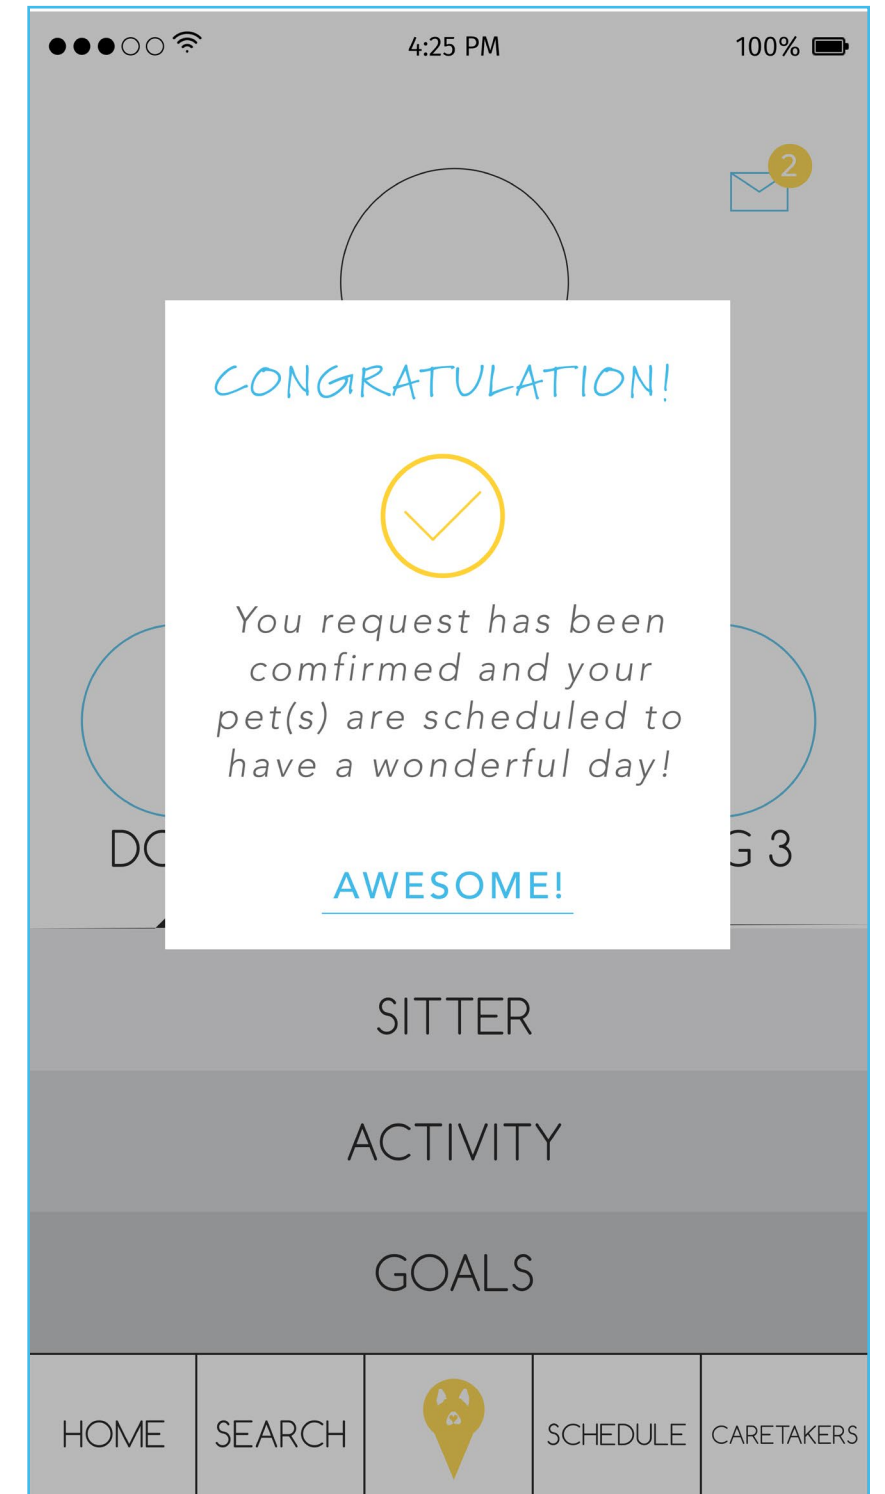 4:25 PM
100%
2
CONGRATULATION!
You request has been
comfirmed and your
pet(s) are scheduled to
have a wonderful day!
AWESOME!
3
SITTER
ACTIVITY
GOALS
HOME
SEARCH
SCHEDULE
CARETAKERS